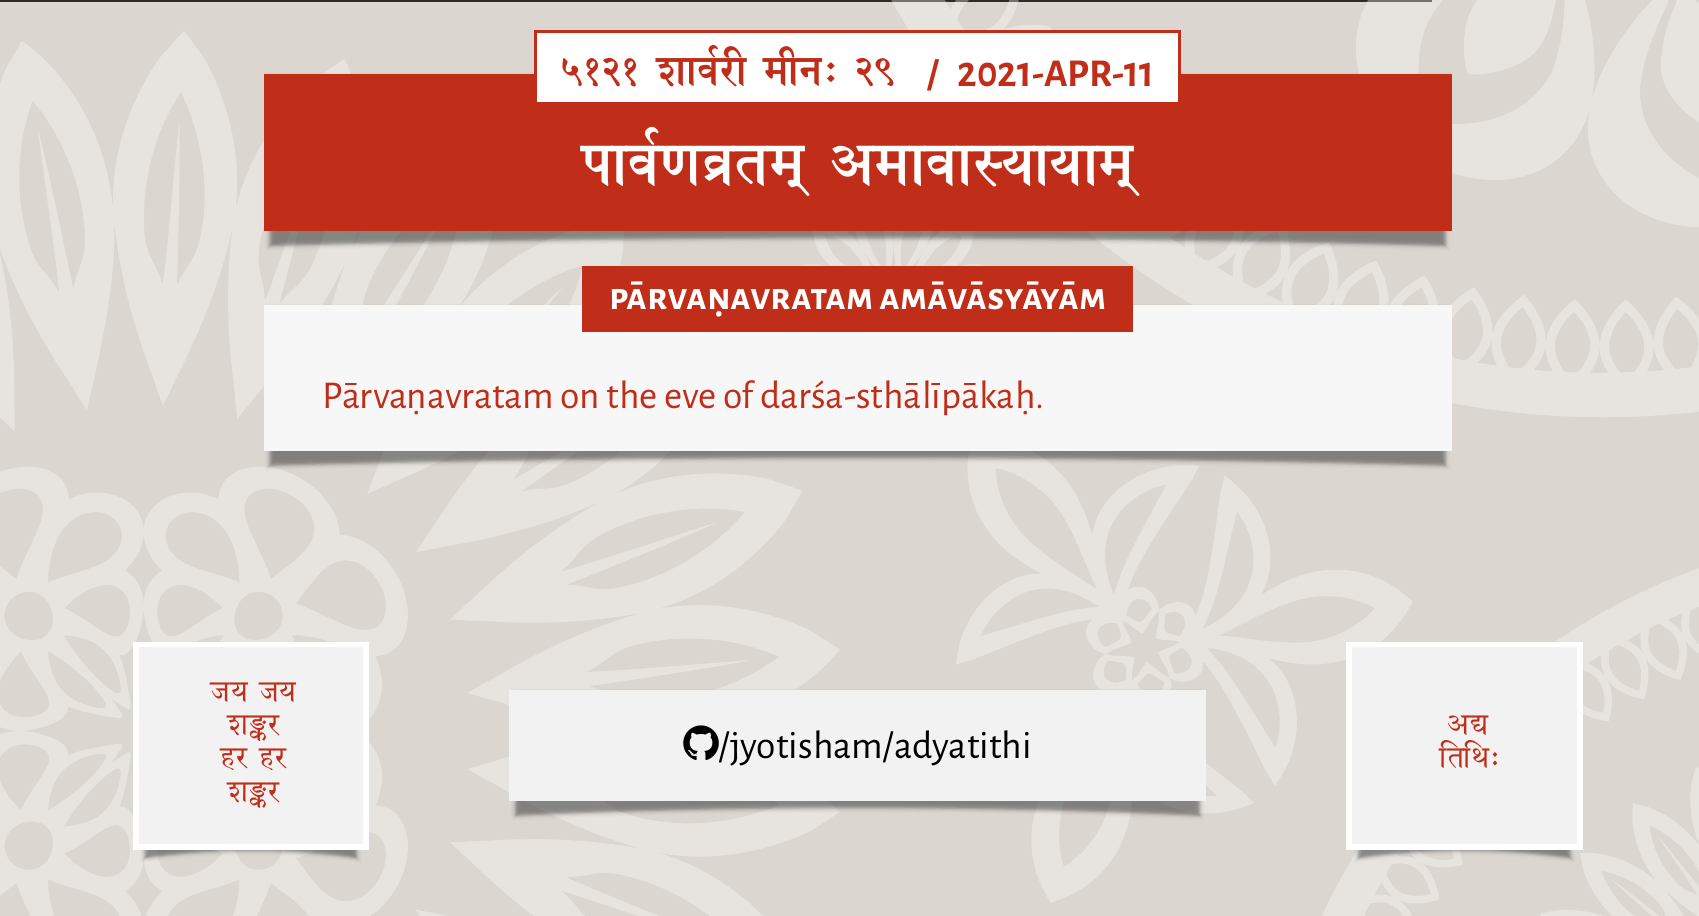 ५१२१ शार्वरी मीनः २९ / 2021-APR-11
पार्वणव्रतम् अमावास्यायाम्
PĀRVAṆAVRATAM AMĀVĀSYĀYĀM
Pārvaṇavratam on the eve of darśa-sthālīpākaḥ.
जय जय
शङ्कर
हर हर
शङ्कर
/jyotisham/adyatithi
अद्य
तिथिः